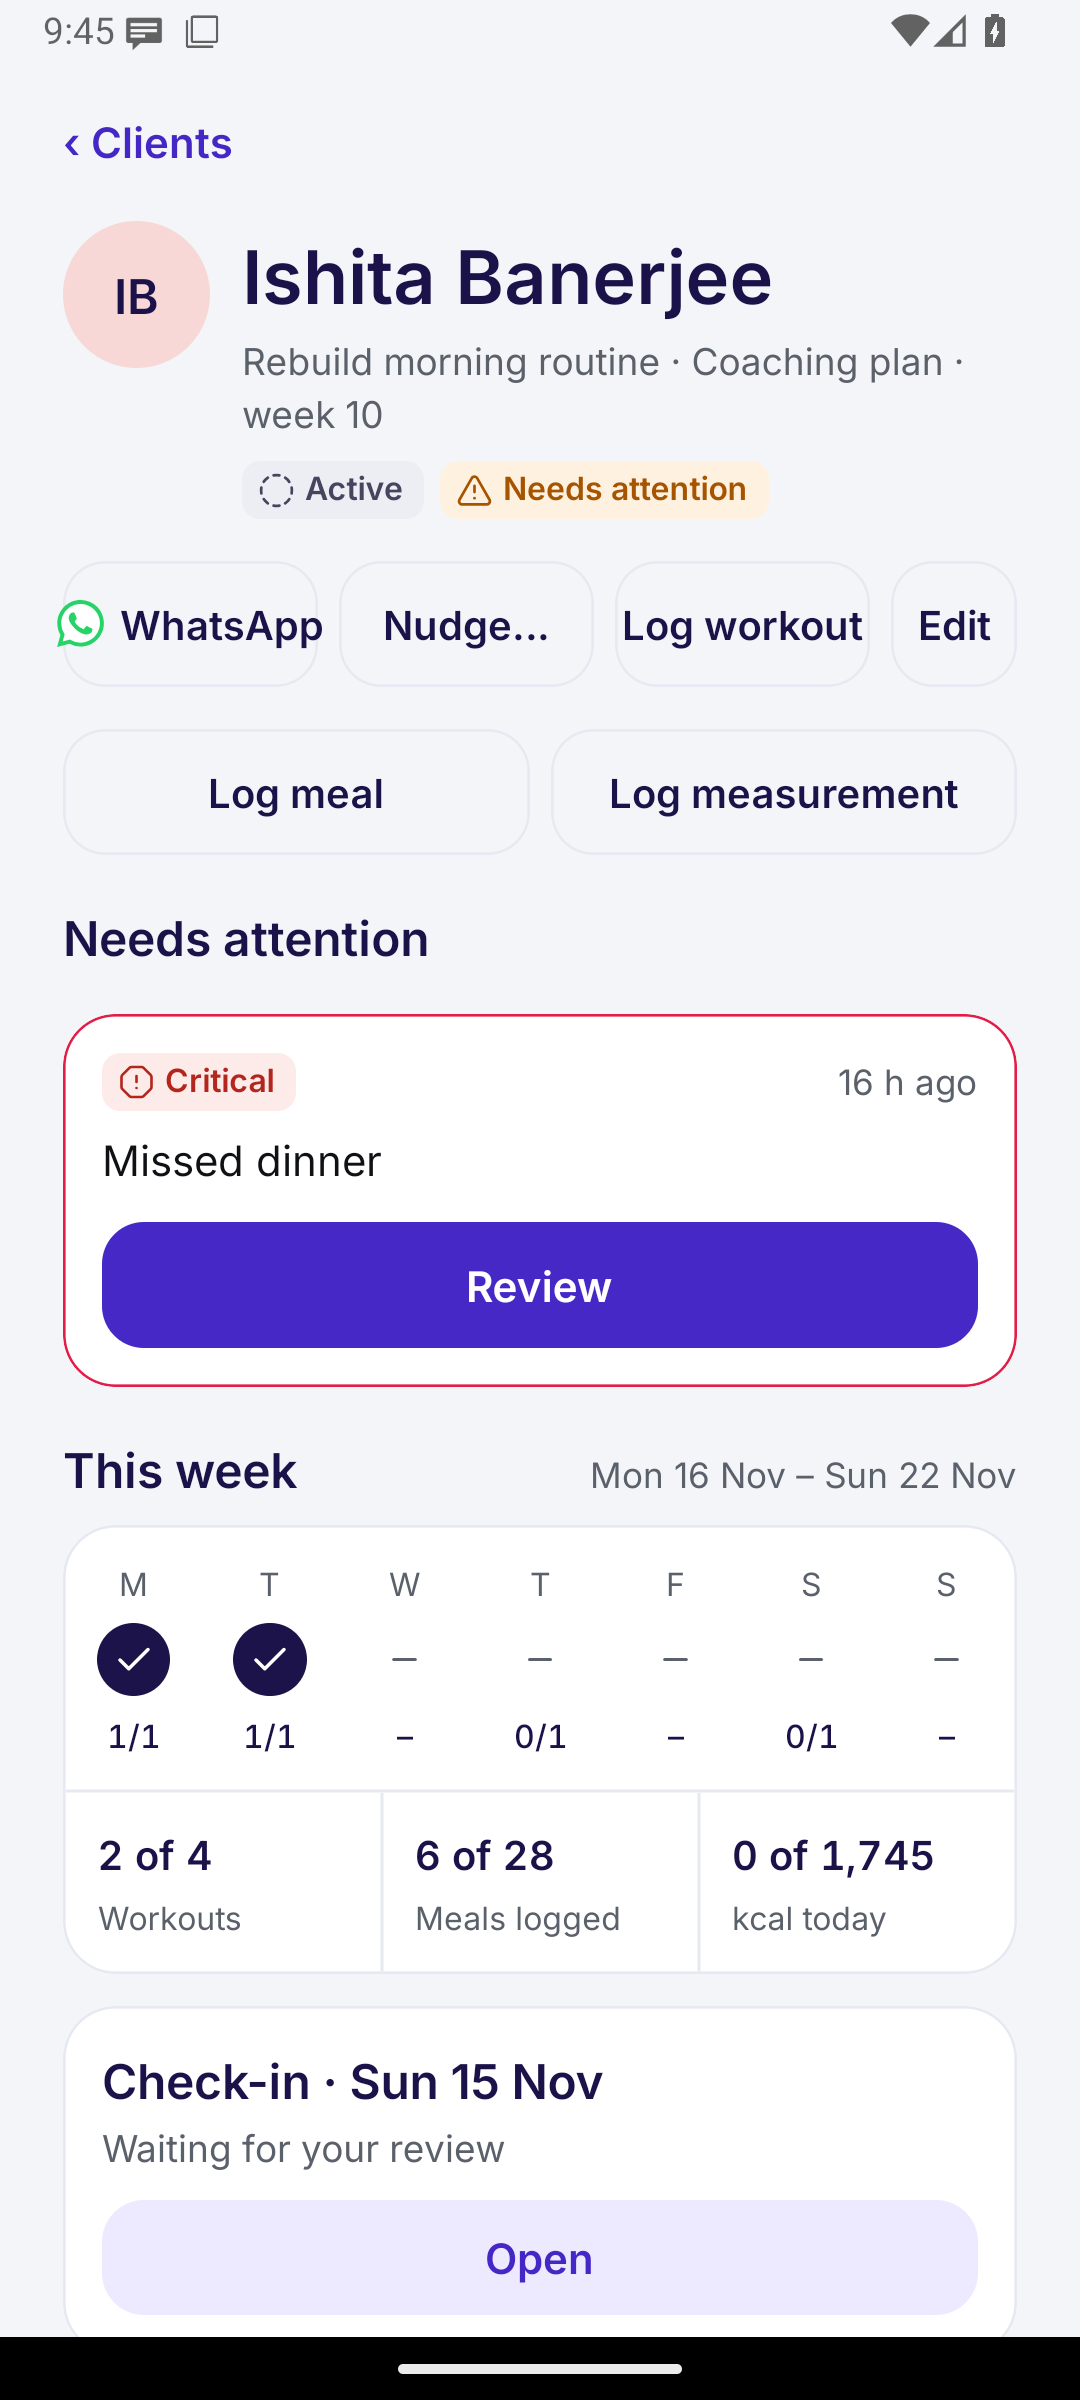 9:45
‹ Clients
IB
Ishita Banerjee
Rebuild morning routine · Coaching plan ·
week 10
Active
Needs attention
WhatsApp
Nudge...
Log workout
Edit
Log meal
Log measurement
Needs attention
Critical
16 h ago
Missed dinner
Review
This week
Mon 16 Nov – Sun 22 Nov
M T W T F S S
1/1 1/1 – 0/1 – 0/1 –
2 of 4
Workouts
6 of 28
Meals logged
0 of 1,745
kcal today
Check-in · Sun 15 Nov
Waiting for your review
Open